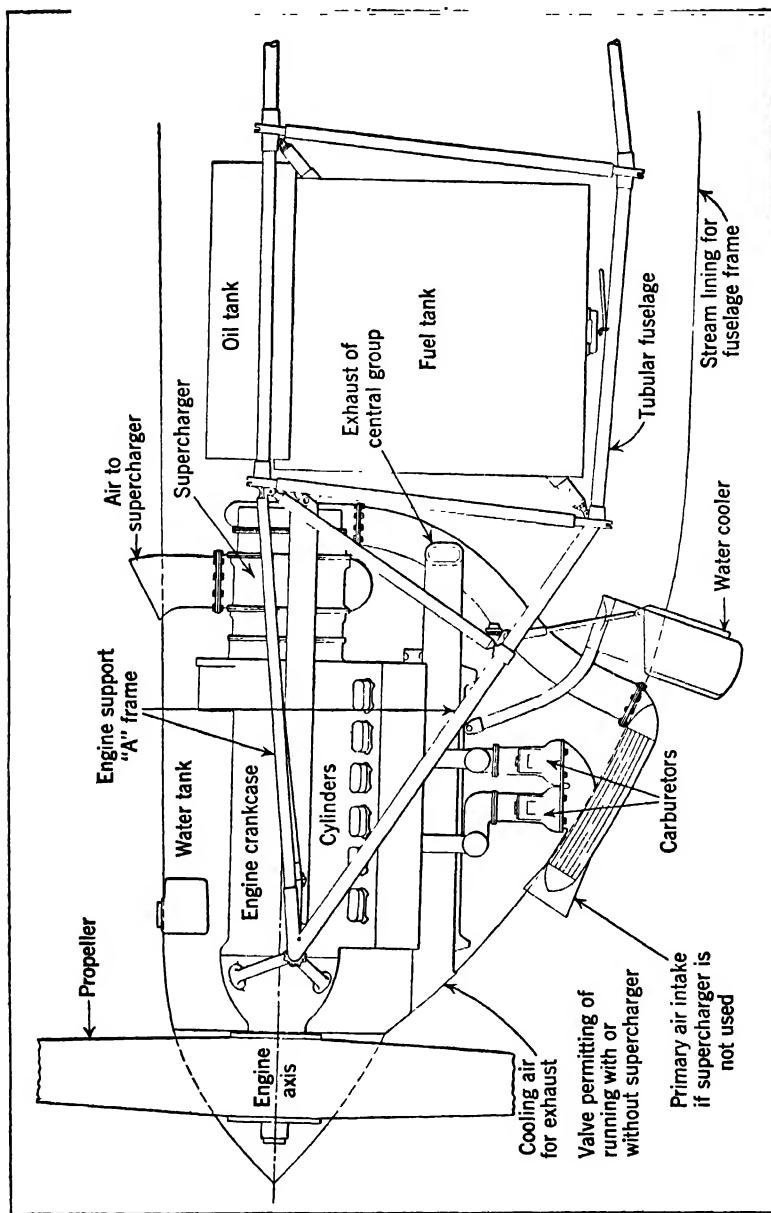 Propeller
Water tank
Engine support
"A" frame
Air to
supercharger
Supercharger
Oil tank
Engine
axis
Engine crankcase
Cylinders
Exhaust of
central group
Fuel tank
Cooling air
for exhaust
Valve permitting of
running with or
without supercharger
Primary air intake
if supercharger is
not used
Carburetors
Water cooler
Tubular fuselage
Stream lining for
fuselage frame